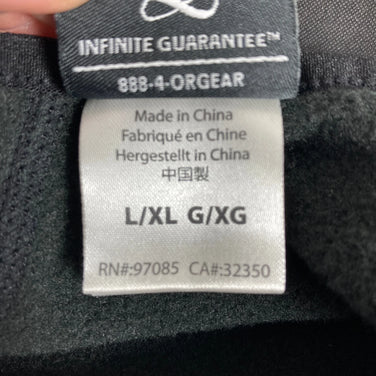 INFINITE GUARANTEE™
888-4-ORGEAR
Made in China
Fabriqué en Chine
Hergestellt in China
中国製
L/XL G/XG
RN#:97085 CA#:32350